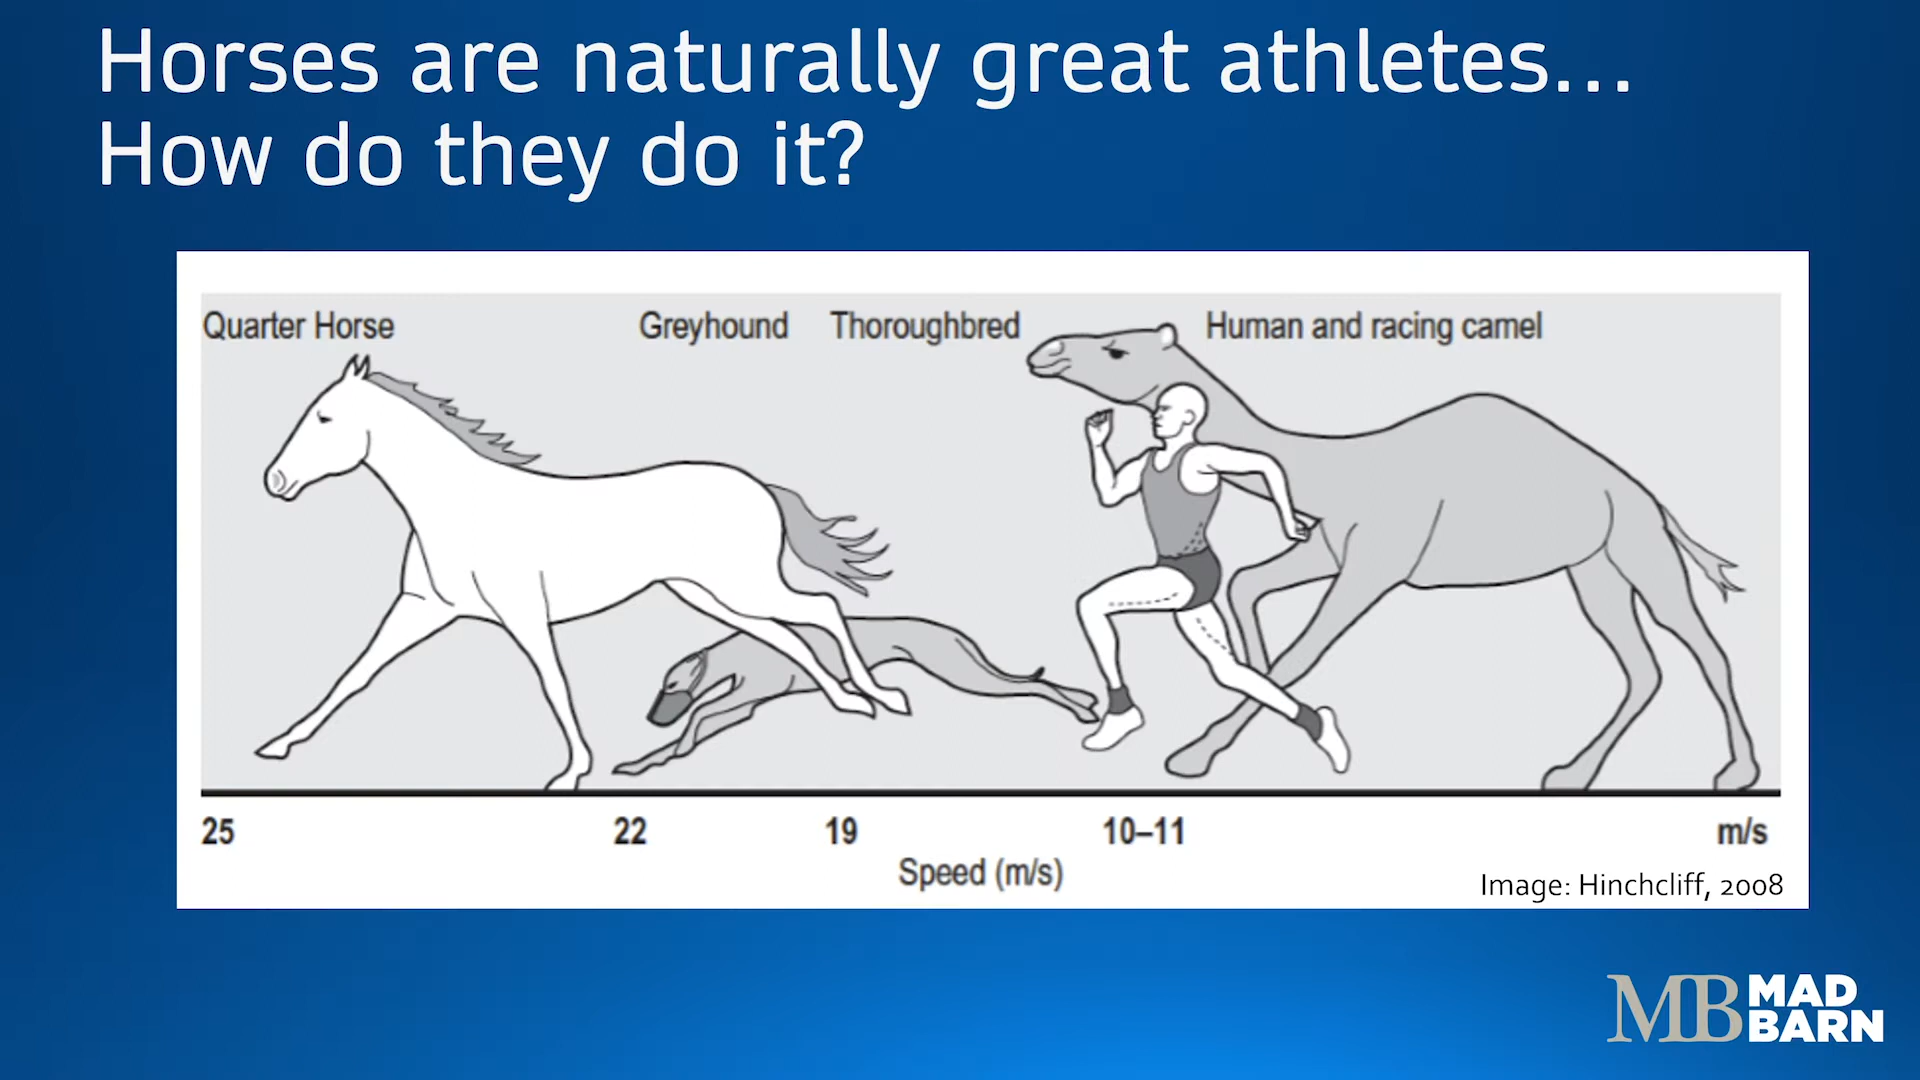 Horses are naturally great athletes...
How do they do it?
Quarter Horse Greyhound Thoroughbred Human and racing camel
25 22 19 10–11 m/s
Speed (m/s)
Image: Hinchcliff, 2008
MB MAD
BARN